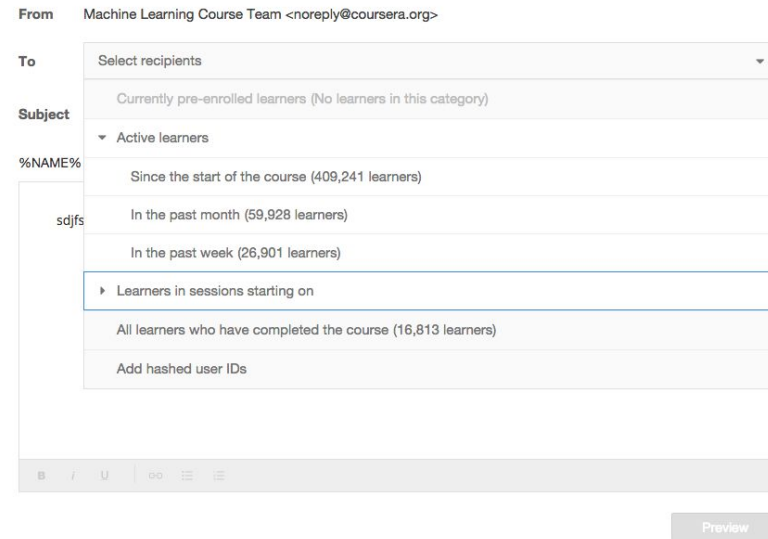 From Machine Learning Course Team <noreply@coursera.org>
To Select recipients
Currently pre-enrolled learners (No learners in this category)
Subject
Active learners
%NAME%
Since the start of the course (409,241 learners)
In the past month (59,928 learners)
sdjfs
In the past week (26,901 learners)
Learners in sessions starting on
All learners who have completed the course (16,813 learners)
Add hashed user IDs
B i U
Preview